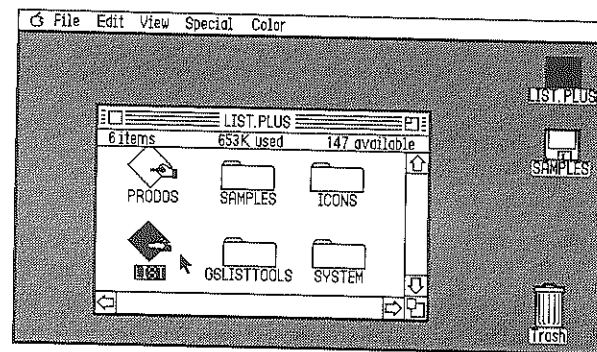 File Edit View Special Color
LIST.PLUS
LIST.PLUS
6 items 653K used 147 available
SAMPLES
PRODOS SAMPLES ICONS
LIST GSLISTTOOLS SYSTEM
Trash